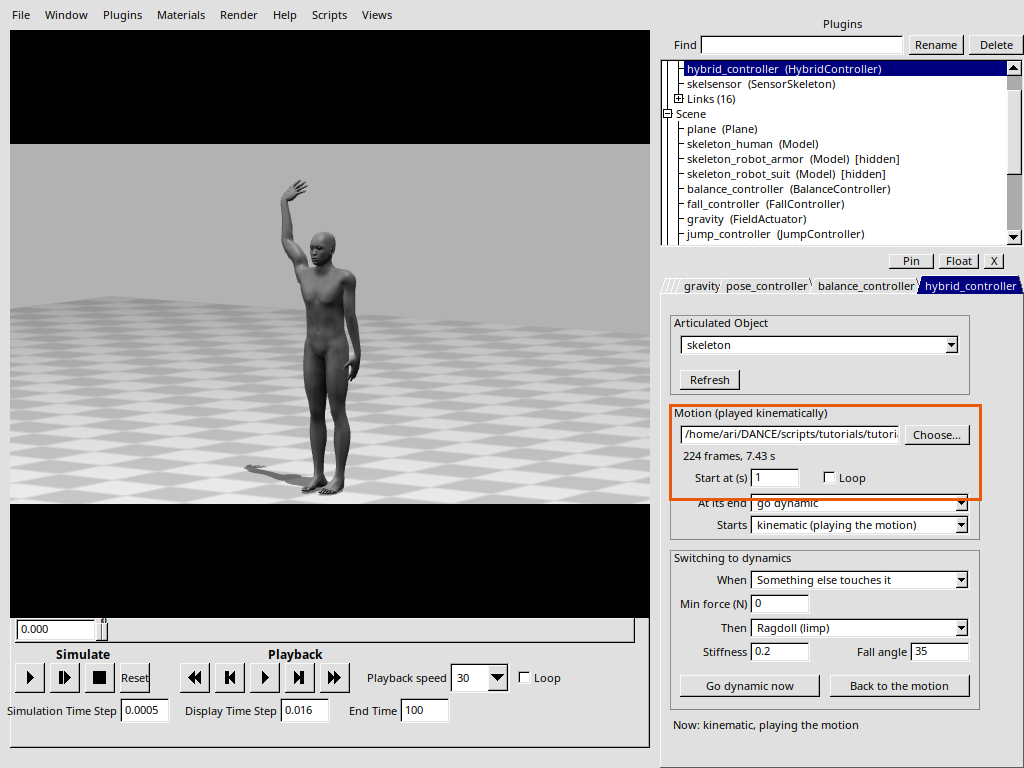 File Window Plugins Materials Render Help Scripts Views
Plugins
Find Rename Delete
hybrid_controller (HybridController)
skelsensor (SensorSkeleton)
Links (16)
Scene
plane (Plane)
skeleton_human (Model)
skeleton_robot_armor (Model) [hidden]
skeleton_robot_suit (Model) [hidden]
balance_controller (BalanceController)
fall_controller (FallController)
gravity (FieldActuator)
jump_controller (JumpController)
Pin Float X
gravity pose_controller balance_controller hybrid_controller
Articulated Object
skeleton
Refresh
Motion (played kinematically)
/home/ari/DANCE/scripts/tutorials/tutori Choose...
224 frames, 7.43 s
Start at (s) 1 Loop
At its end go dynamic
Starts kinematic (playing the motion)
Switching to dynamics
When Something else touches it
Min force (N) 0
Then Ragdoll (limp)
Stiffness 0.2 Fall angle 35
Go dynamic now Back to the motion
Now: kinematic, playing the motion
0.000
Simulate Playback
Reset Playback speed 30 Loop
Simulation Time Step 0.0005 Display Time Step 0.016 End Time 100